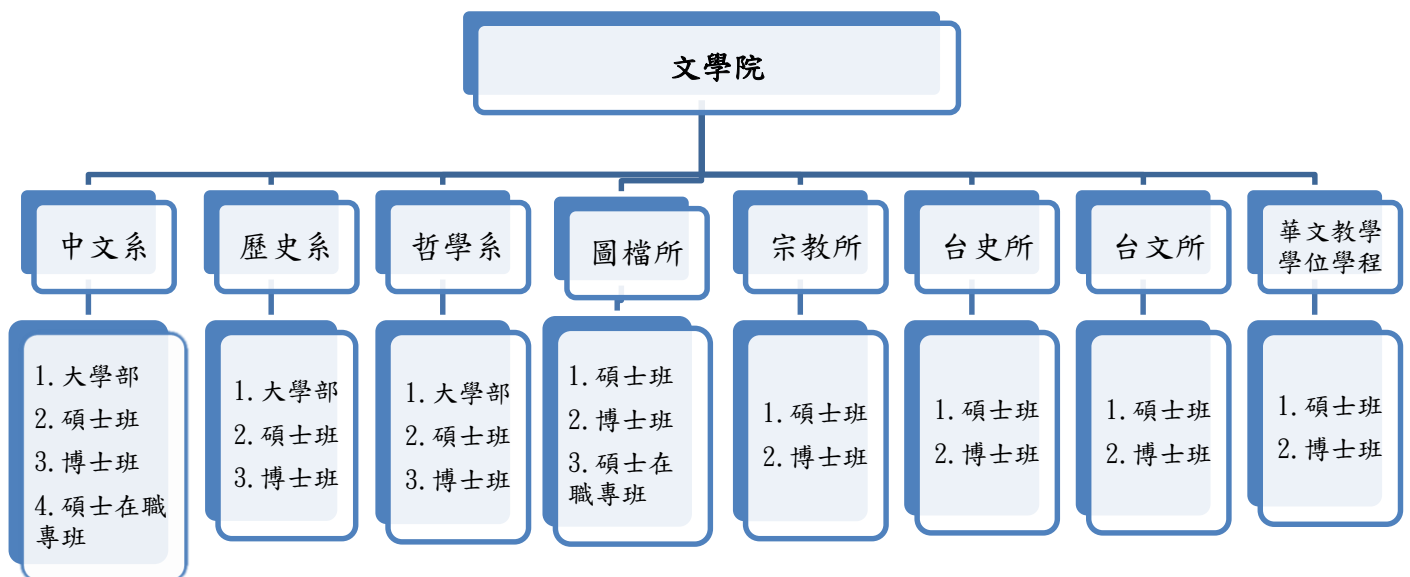 文學院
中文系
歷史系
哲學系
圖檔所
宗教所
台史所
台文所
華文教學
學位學程
1.大學部
2.碩士班
3.博士班
4.碩士在職
專班
1.大學部
2.碩士班
3.博士班
1.大學部
2.碩士班
3.博士班
1.碩士班
2.博士班
3.碩士在
職專班
1.碩士班
2.博士班
1.碩士班
2.博士班
1.碩士班
2.博士班
1.碩士班
2.博士班